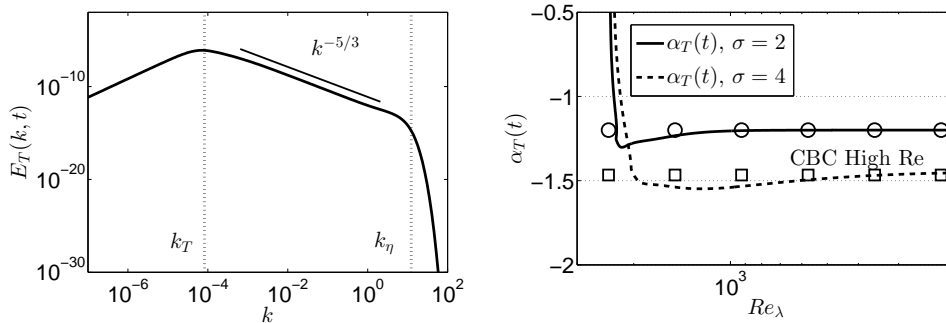 10^{-10}
10^{-20}
10^{-30}
E_T(k, t)
k^{-5/3}
k_T
k_η
10^{-6} 10^{-4} 10^{-2} 10^0 10^2
k
−0.5
−1
−1.5
−2
α_T(t)
α_T(t), σ = 2
α_T(t), σ = 4
CBC High Re
10^3
Re_λ